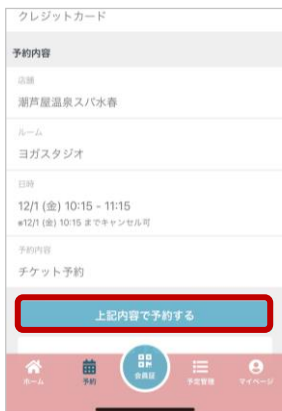 クレジットカード
予約内容
店舗
潮芦屋温泉スパ水春
ルーム
ヨガスタジオ
日時
12/1 (金) 10:15 - 11:15
※12/1 (金) 10:15 までキャンセル可
予約内容
チケット予約
上記内容で予約する
ホーム
予約
会員証
予定管理
マイページ